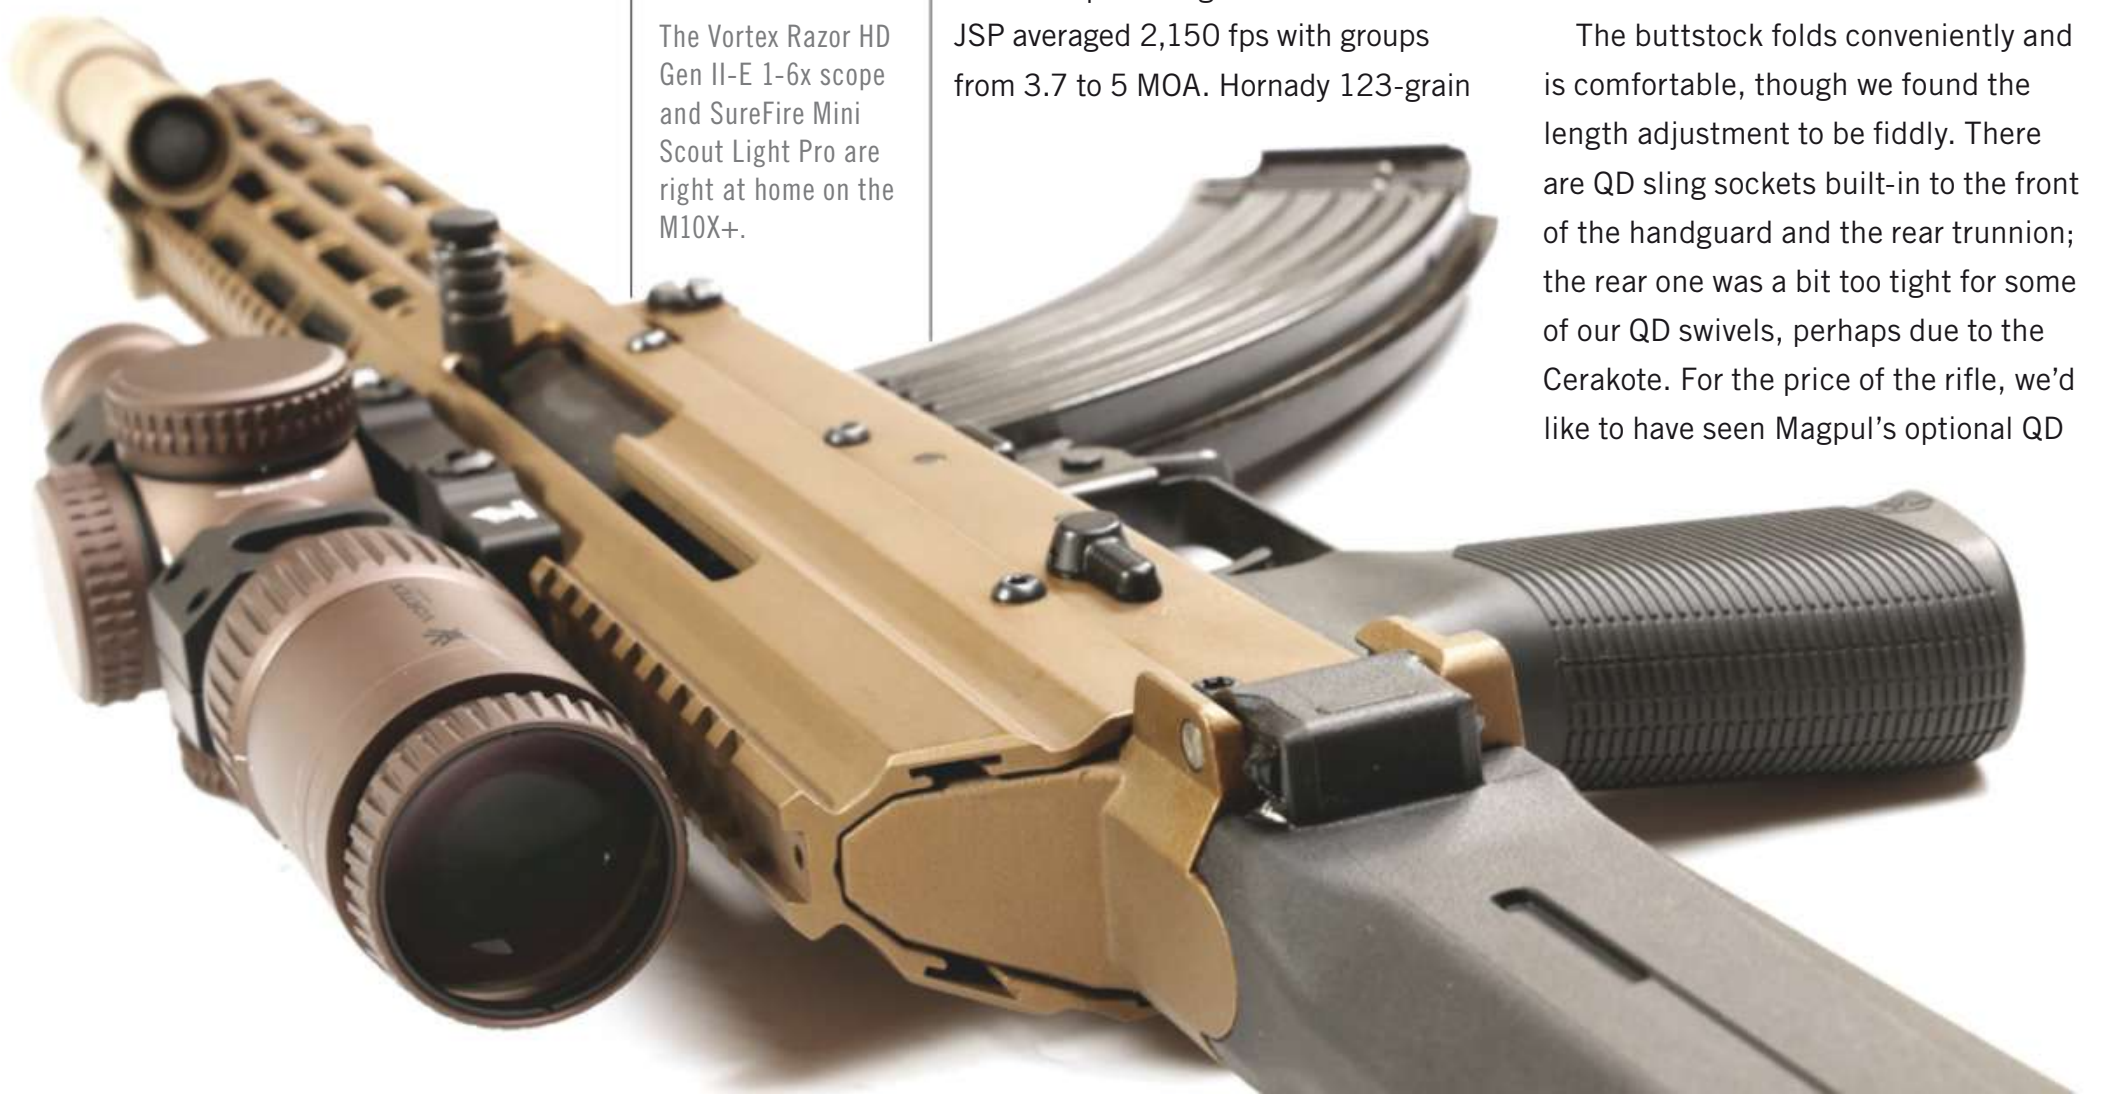 The Vortex Razor HD
Gen II-E 1-6x scope
and SureFire Mini
Scout Light Pro are
right at home on the
M10X+.
JSP averaged 2,150 fps with groups
from 3.7 to 5 MOA. Hornady 123-grain
The buttstock folds conveniently and
is comfortable, though we found the
length adjustment to be fiddly. There
are QD sling sockets built-in to the front
of the handguard and the rear trunnion;
the rear one was a bit too tight for some
of our QD swivels, perhaps due to the
Cerakote. For the price of the rifle, we’d
like to have seen Magpul’s optional QD
VORTEX